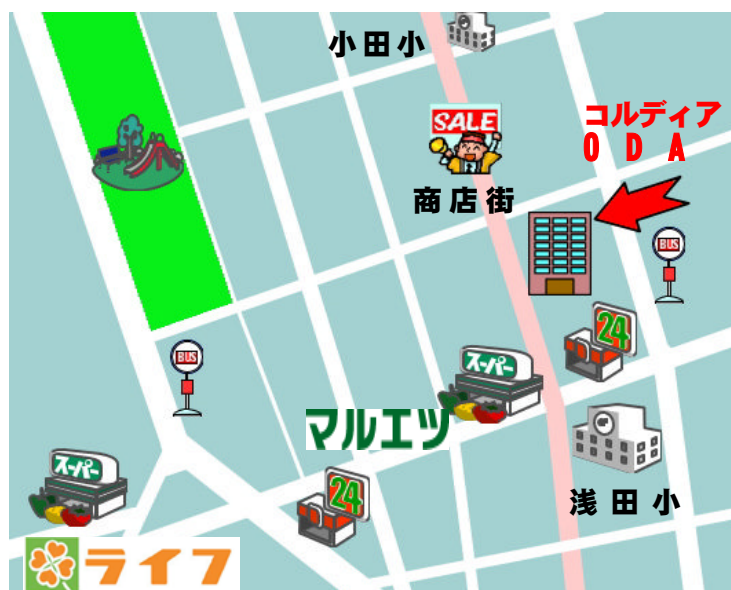 小田小
SALE
コルディア
ODA
商店街
BUS
24
スーパー
BUS
マルエツ
スーパー
24
浅田小
ライフ